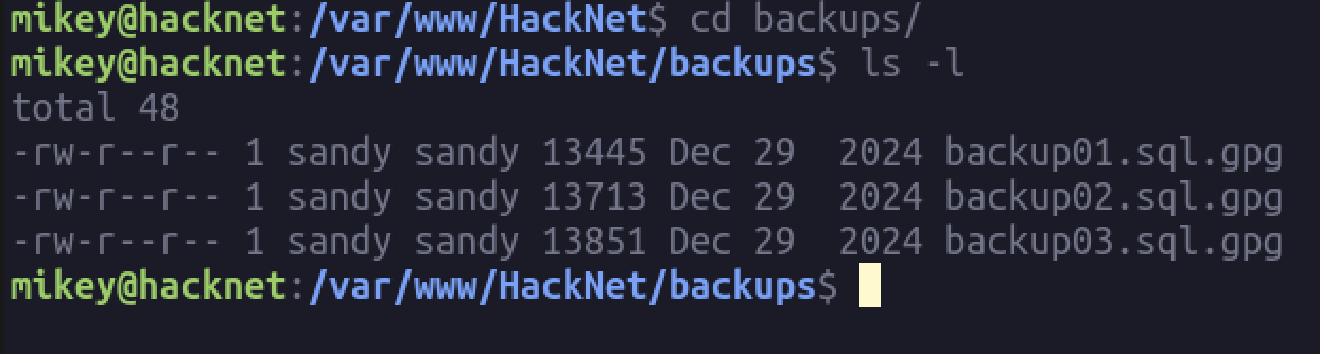 mikey@hacknet:/var/www/HackNet$ cd backups/
mikey@hacknet:/var/www/HackNet/backups$ ls -l
total 48
-rw-r--r-- 1 sandy sandy 13445 Dec 29  2024 backup01.sql.gpg
-rw-r--r-- 1 sandy sandy 13713 Dec 29  2024 backup02.sql.gpg
-rw-r--r-- 1 sandy sandy 13851 Dec 29  2024 backup03.sql.gpg
mikey@hacknet:/var/www/HackNet/backups$